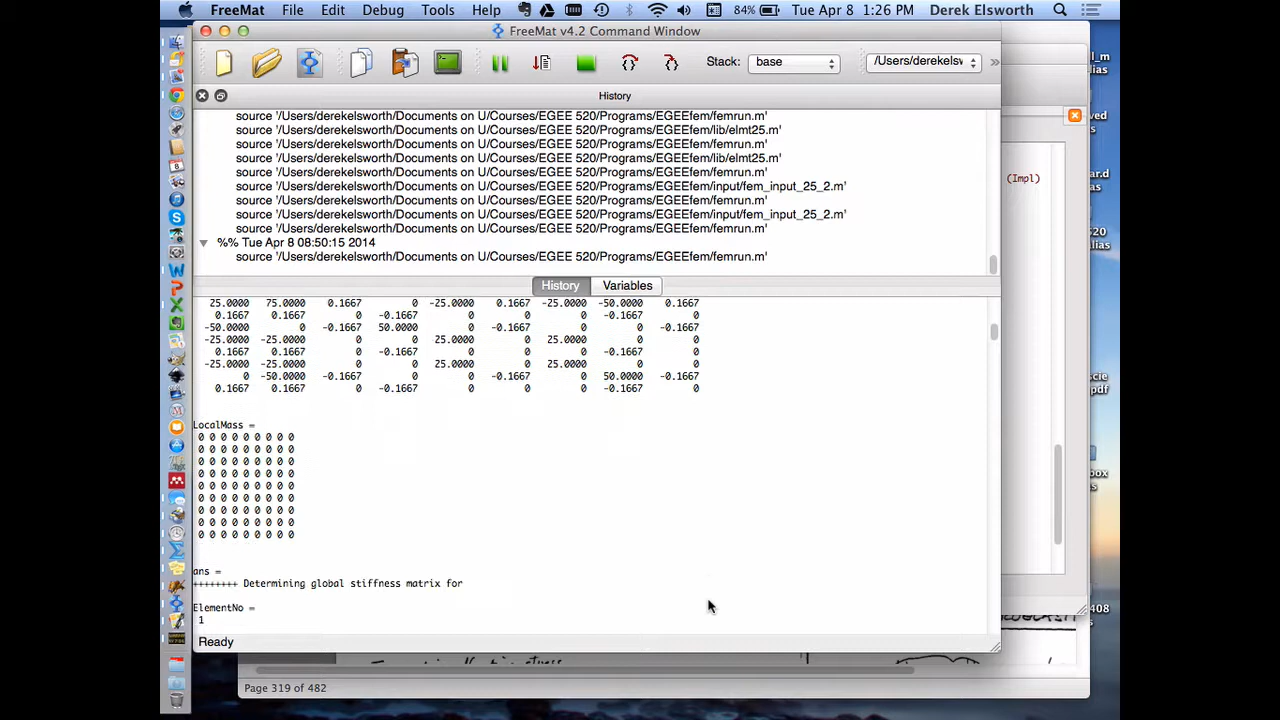 FreeMat File Edit Debug Tools Help 84% Tue Apr 8 1:26 PM Derek Elsworth
FreeMat v4.2 Command Window
Stack: base /Users/derekelsw »
History
source '/Users/derekelsworth/Documents on U/Courses/EGEE 520/Programs/EGEEfem/femrun.m'
source '/Users/derekelsworth/Documents on U/Courses/EGEE 520/Programs/EGEEfem/lib/elmt25.m'
source '/Users/derekelsworth/Documents on U/Courses/EGEE 520/Programs/EGEEfem/femrun.m'
source '/Users/derekelsworth/Documents on U/Courses/EGEE 520/Programs/EGEEfem/lib/elmt25.m'
source '/Users/derekelsworth/Documents on U/Courses/EGEE 520/Programs/EGEEfem/femrun.m'
source '/Users/derekelsworth/Documents on U/Courses/EGEE 520/Programs/EGEEfem/input/fem_input_25_2.m'
source '/Users/derekelsworth/Documents on U/Courses/EGEE 520/Programs/EGEEfem/femrun.m'
source '/Users/derekelsworth/Documents on U/Courses/EGEE 520/Programs/EGEEfem/input/fem_input_25_2.m'
source '/Users/derekelsworth/Documents on U/Courses/EGEE 520/Programs/EGEEfem/femrun.m'
%% Tue Apr 8 08:50:15 2014
source '/Users/derekelsworth/Documents on U/Courses/EGEE 520/Programs/EGEEfem/femrun.m'
History Variables
25.0000 75.0000 0.1667 0 -25.0000 0.1667 -25.0000 -50.0000 0.1667
0.1667 0.1667 0 -0.1667 0 0 0 -0.1667 0
-50.0000 0 -0.1667 50.0000 0 -0.1667 0 0 -0.1667
-25.0000 -25.0000 0 0 25.0000 0 25.0000 0 0
0.1667 0.1667 0 -0.1667 0 0 0 -0.1667 0
-25.0000 -25.0000 0 0 25.0000 0 25.0000 0 0
0 -50.0000 -0.1667 0 0 -0.1667 0 50.0000 -0.1667
0.1667 0.1667 0 -0.1667 0 0 0 -0.1667 0
LocalMass =
0 0 0 0 0 0 0 0 0
0 0 0 0 0 0 0 0 0
0 0 0 0 0 0 0 0 0
0 0 0 0 0 0 0 0 0
0 0 0 0 0 0 0 0 0
0 0 0 0 0 0 0 0 0
0 0 0 0 0 0 0 0 0
0 0 0 0 0 0 0 0 0
0 0 0 0 0 0 0 0 0
ans =
++++++++ Determining global stiffness matrix for
ElementNo =
1
Ready
Page 319 of 482
(Impl)